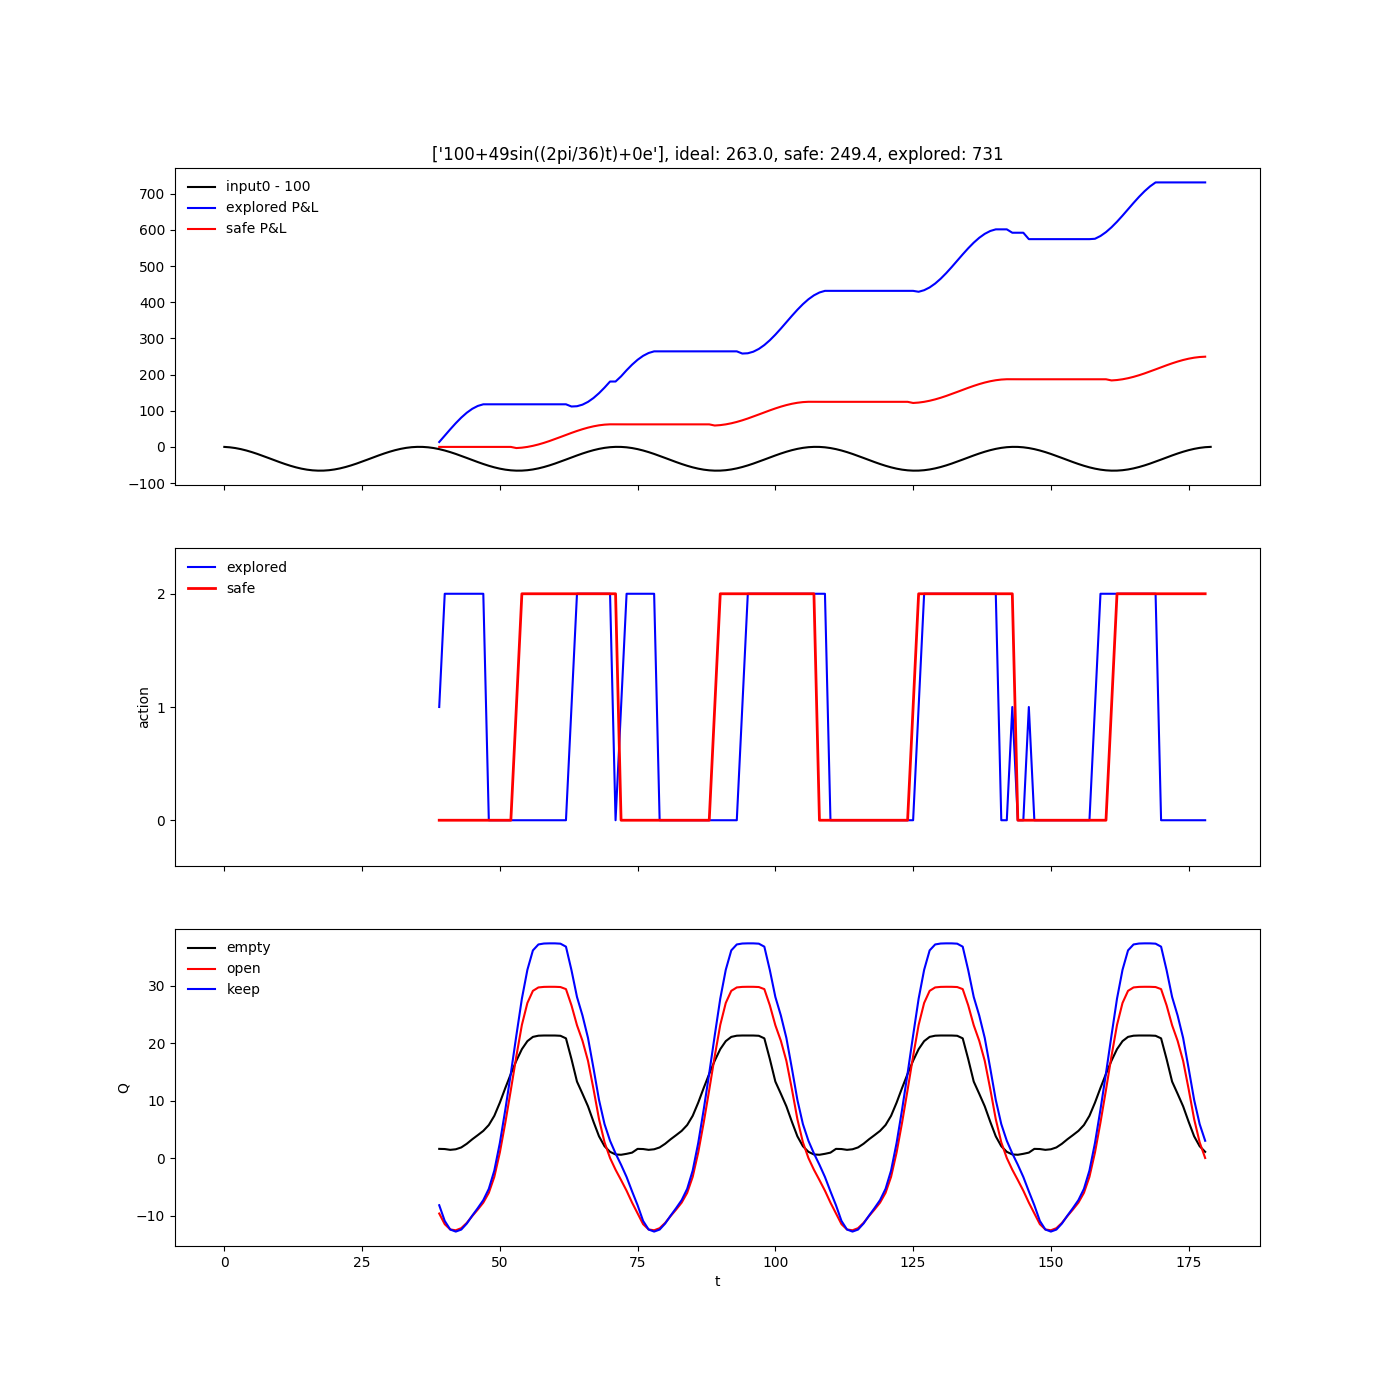 ['100+49sin((2pi/36)t)+0e'], ideal: 263.0, safe: 249.4, explored: 731
input0 - 100
explored P&L
safe P&L
700
600
500
400
300
200
100
0
−100
explored
safe
2
1
0
action
empty
open
keep
30
20
10
0
−10
Q
0 25 50 75 100 125 150 175
t